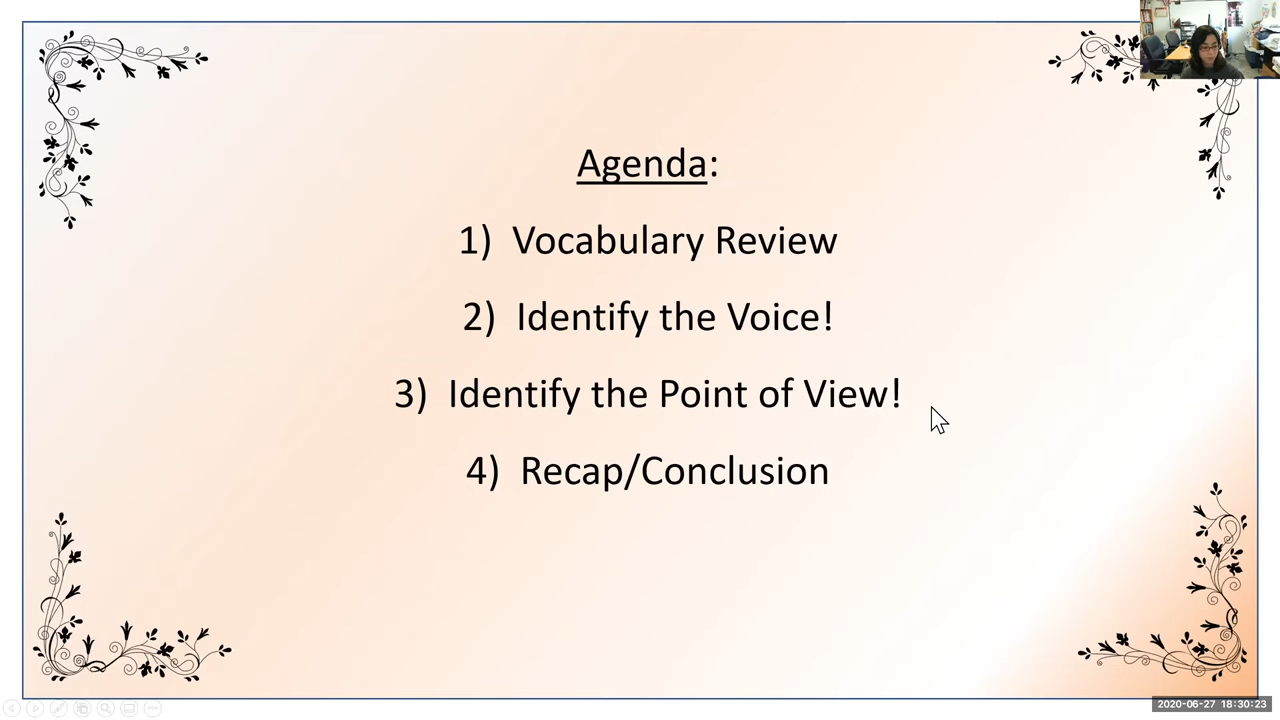 Agenda:
1) Vocabulary Review
2) Identify the Voice!
3) Identify the Point of View!
4) Recap/Conclusion
2020-06-27 18:30:23